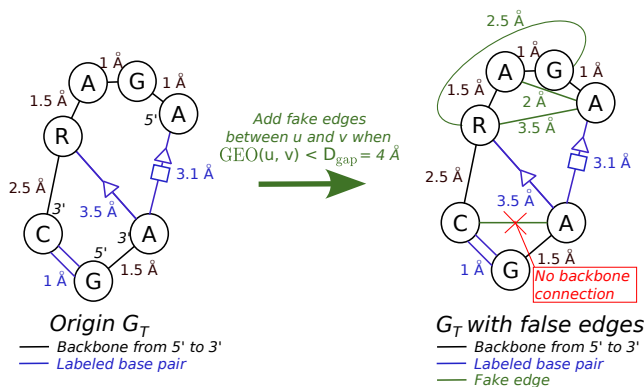 1 Å
A
G
1.5 Å
1 Å
A
5'
R
3.1 Å
2.5 Å
3.5 Å
3'
C
3'
A
5'
1 Å
G
1.5 Å
Origin G_T
Backbone from 5' to 3'
Labeled base pair
Add fake edges
between u and v when
GEO(u, v) < D_gap = 4 Å
2.5 Å
1 Å
A
G
1 Å
1.5 Å
2 Å
A
R
3.5 Å
3.1 Å
2.5 Å
3.5 Å
C
A
1 Å
G
1.5 Å
No backbone
connection
G_T with false edges
Backbone from 5' to 3'
Labeled base pair
Fake edge